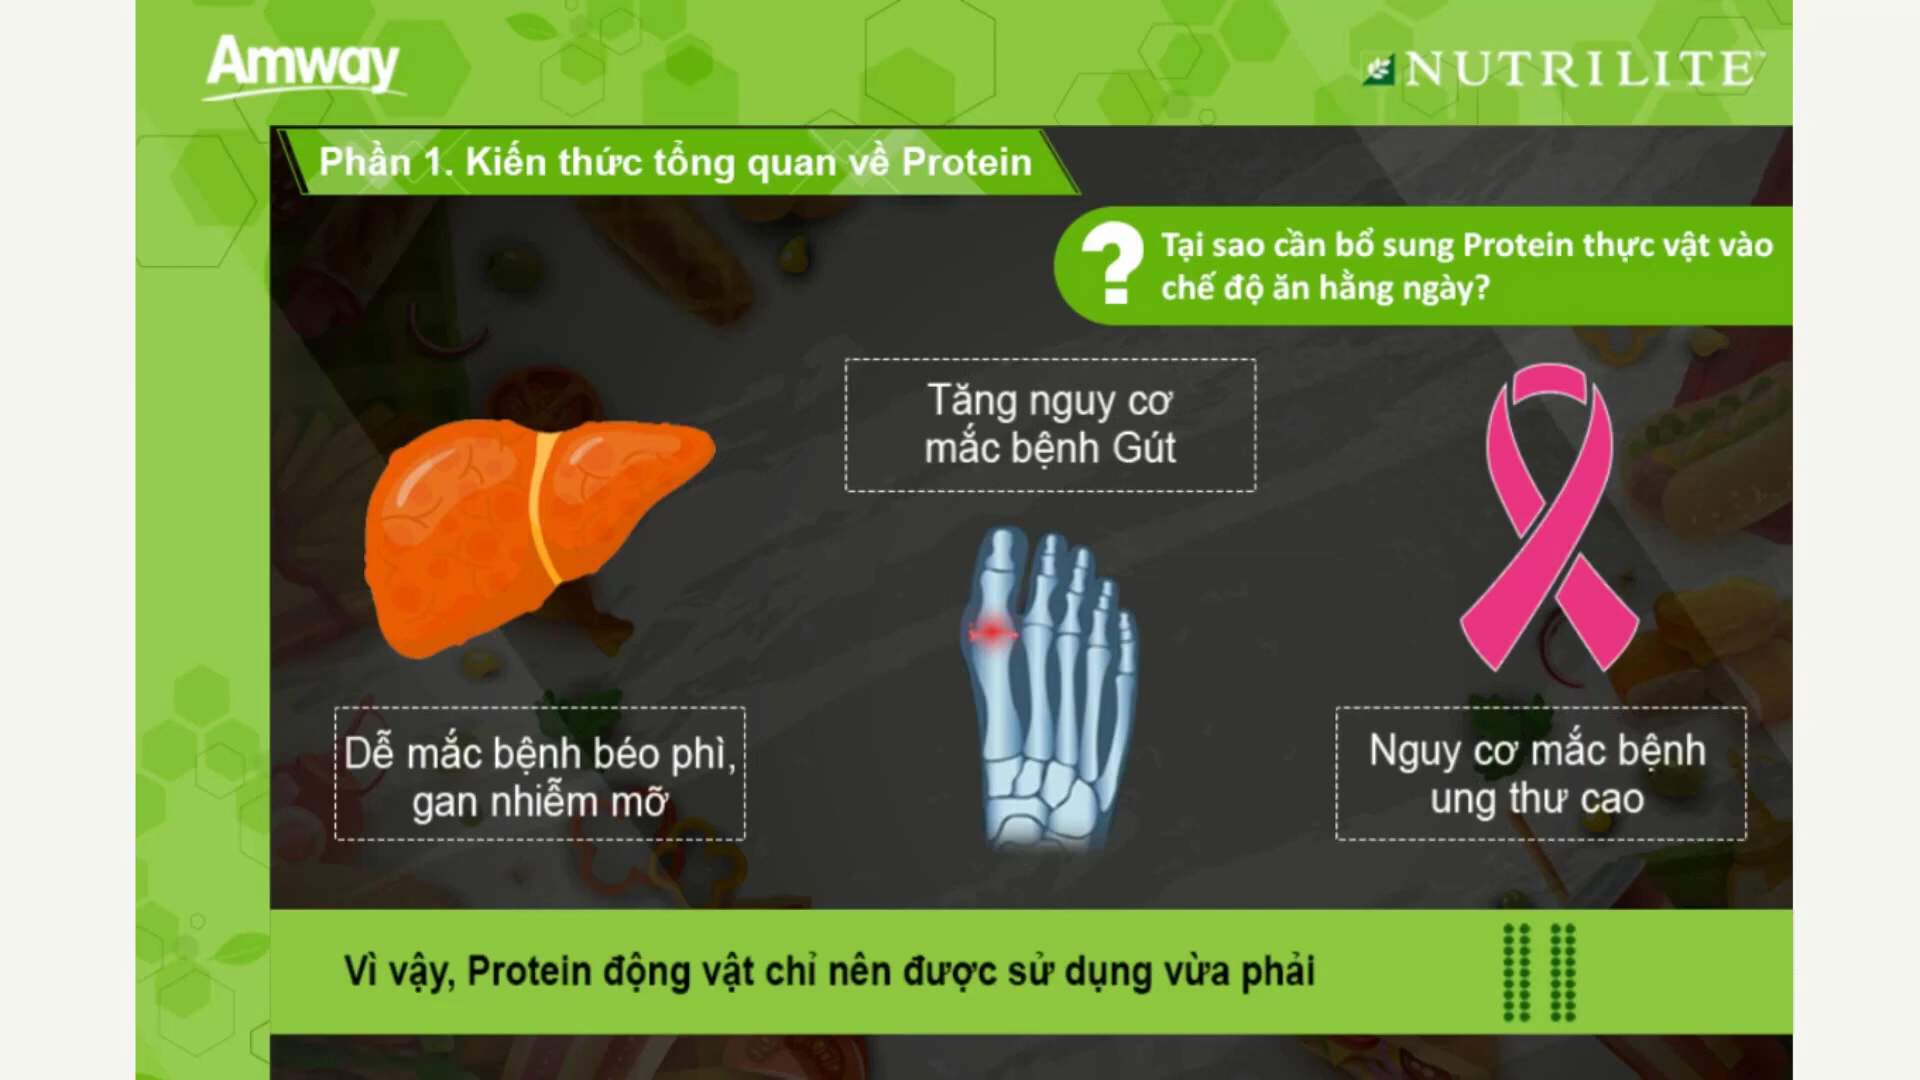 Amway
NUTRILITE
Phần 1. Kiến thức tổng quan về Protein
? Tại sao cần bổ sung Protein thực vật vào
chế độ ăn hằng ngày?
Tăng nguy cơ
mắc bệnh Gút
Dễ mắc bệnh béo phì,
gan nhiễm mỡ
Nguy cơ mắc bệnh
ung thư cao
Vì vậy, Protein động vật chỉ nên được sử dụng vừa phải